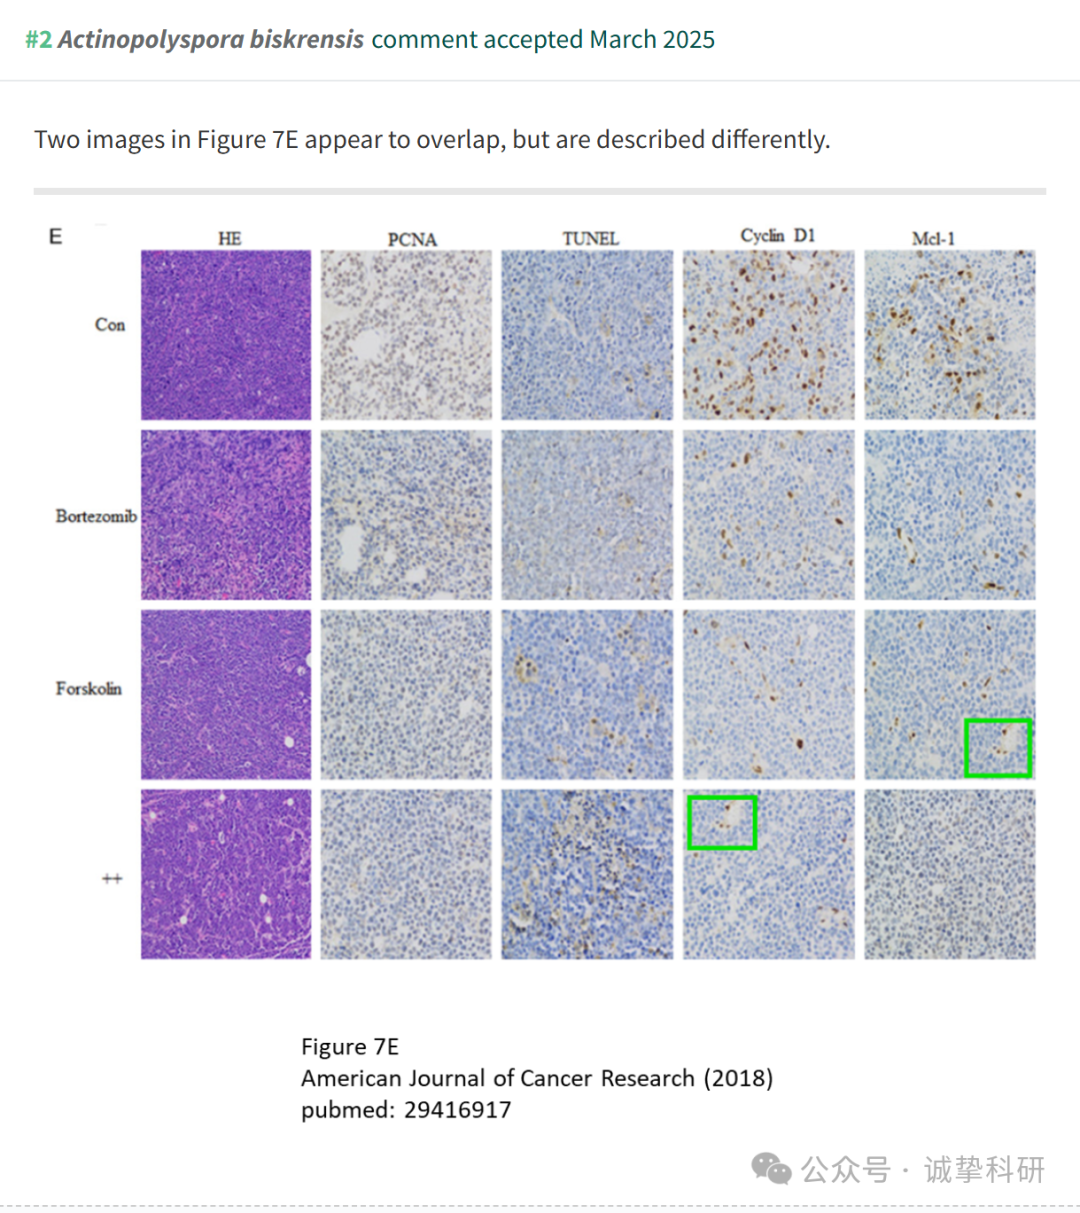 #2 Actinopolyspora biskrensis comment accepted March 2025
Two images in Figure 7E appear to overlap, but are described differently.
E
HE PCNA TUNEL Cyclin D1 Mcl-1
Con
Bortezomib
Forskolin
++
Figure 7E
American Journal of Cancer Research (2018)
pubmed: 29416917
公众号 · 诚挚科研